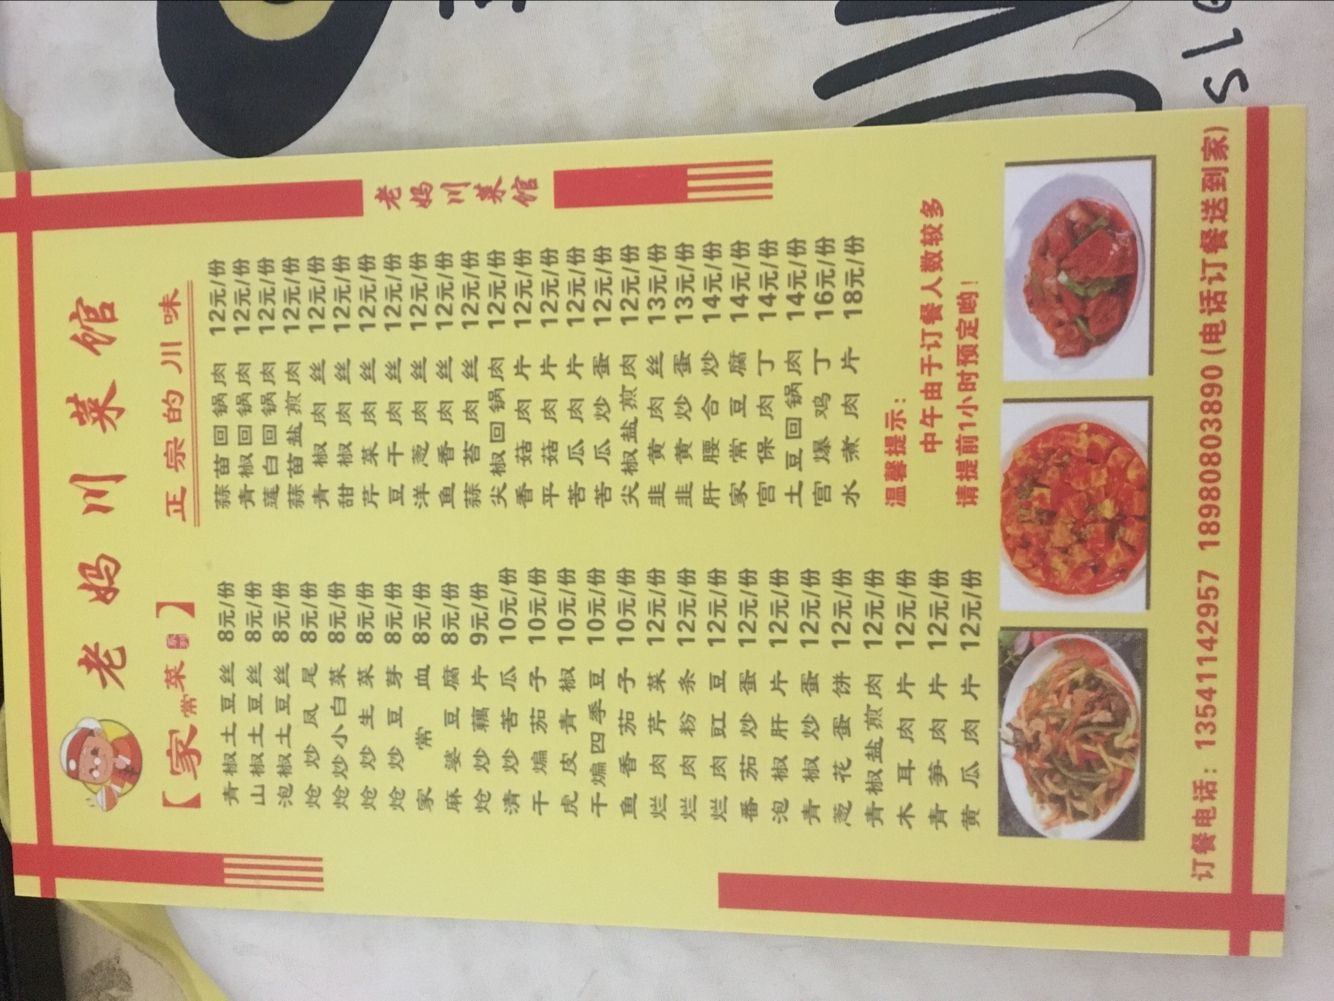 老妈川菜馆
【家常菜系列】
青椒土豆丝 8元/份
山椒土豆丝 8元/份
泡椒土豆丝 8元/份
炝炒凤尾 8元/份
炝炒小白菜 8元/份
炝炒生菜 8元/份
炝炒豆芽 8元/份
家常血 8元/份
麻婆豆腐 8元/份
炝炒藕片 9元/份
清炒苦瓜 10元/份
干煸茄子 10元/份
虎皮青椒 10元/份
干煸四季豆 10元/份
鱼香茄子 10元/份
烂肉芹菜 12元/份
烂肉粉条 12元/份
烂肉豇豆 12元/份
番茄炒蛋 12元/份
泡椒肝片 12元/份
青椒炒蛋 12元/份
葱花蛋饼 12元/份
青椒盐煎肉 12元/份
木耳肉片 12元/份
青笋肉片 12元/份
黄瓜肉片 12元/份
正宗的川味
蒜苗回锅肉 12元/份
青椒回锅肉 12元/份
莲白回锅肉 12元/份
蒜苗盐煎肉 12元/份
青椒肉丝 12元/份
甜椒肉丝 12元/份
芹菜肉丝 12元/份
豆干肉丝 12元/份
洋葱肉丝 12元/份
鱼香肉丝 12元/份
蒜苔肉丝 12元/份
尖椒回锅肉 12元/份
香菇肉片 12元/份
平菇肉片 12元/份
苦瓜肉片 12元/份
苦瓜炒蛋 12元/份
尖椒盐煎肉 12元/份
韭黄肉丝 13元/份
韭黄炒蛋 13元/份
肝腰合炒 14元/份
家常豆腐 14元/份
宫保肉丁 14元/份
土豆回锅肉 14元/份
宫爆鸡丁 16元/份
水煮肉片 18元/份
温馨提示：
中午由于订餐人数较多
请提前1小时预定哟！
老妈川菜馆
订餐电话：13541142957 18980803890（电话订餐送到家）